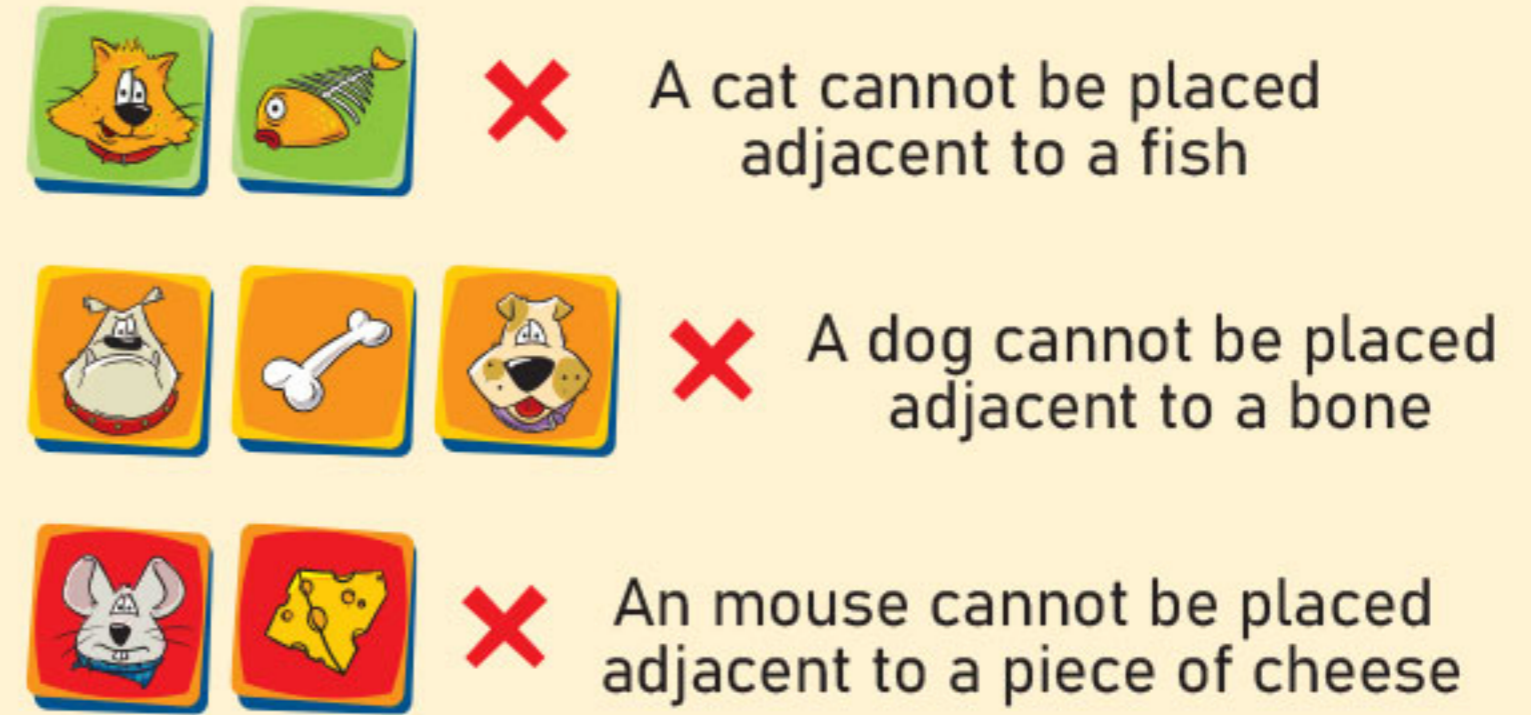 A cat cannot be placed
adjacent to a fish
A dog cannot be placed
adjacent to a bone
An mouse cannot be placed
adjacent to a piece of cheese